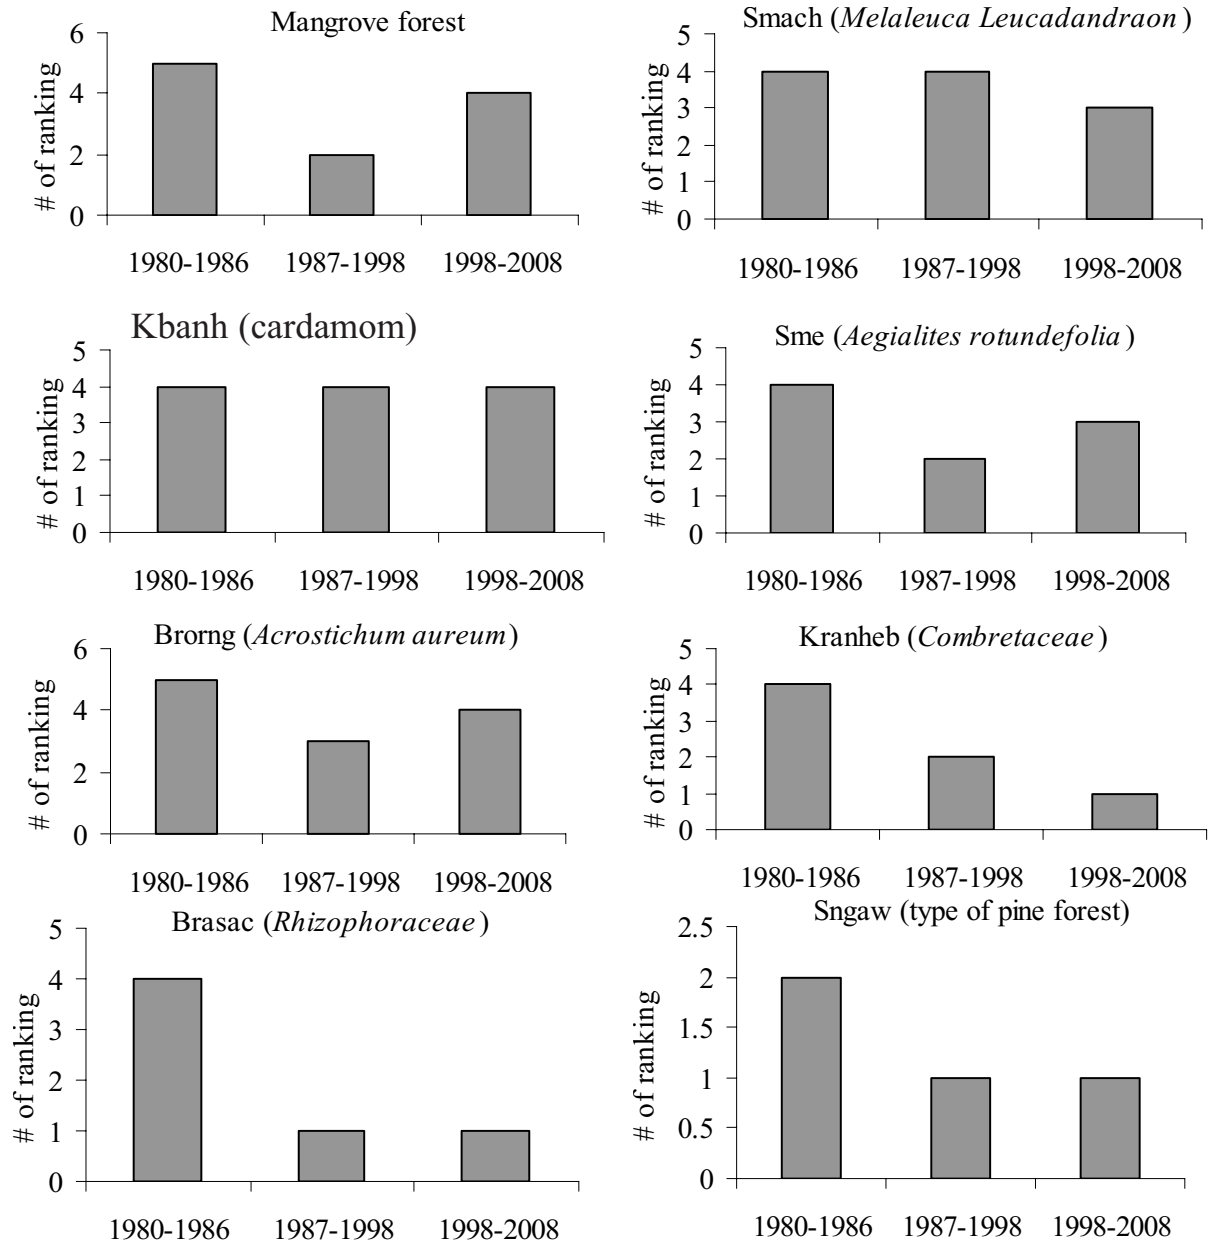 Mangrove forest
# of ranking
6
4
2
0
1980-1986 1987-1998 1998-2008
Smach (Melaleuca Leucadandraon)
# of ranking
5
4
3
2
1
0
1980-1986 1987-1998 1998-2008
Kbanh (cardamom)
# of ranking
5
4
3
2
1
0
1980-1986 1987-1998 1998-2008
Sme (Aegialites rotundefolia)
# of ranking
5
4
3
2
1
0
1980-1986 1987-1998 1998-2008
Brorng (Acrostichum aureum)
# of ranking
6
4
2
0
1980-1986 1987-1998 1998-2008
Kranheb (Combretaceae)
# of ranking
5
4
3
2
1
0
1980-1986 1987-1998 1998-2008
Brasac (Rhizophoraceae)
# of ranking
5
4
3
2
1
0
1980-1986 1987-1998 1998-2008
Sngaw (type of pine forest)
# of ranking
2.5
2
1.5
1
0.5
0
1980-1986 1987-1998 1998-2008